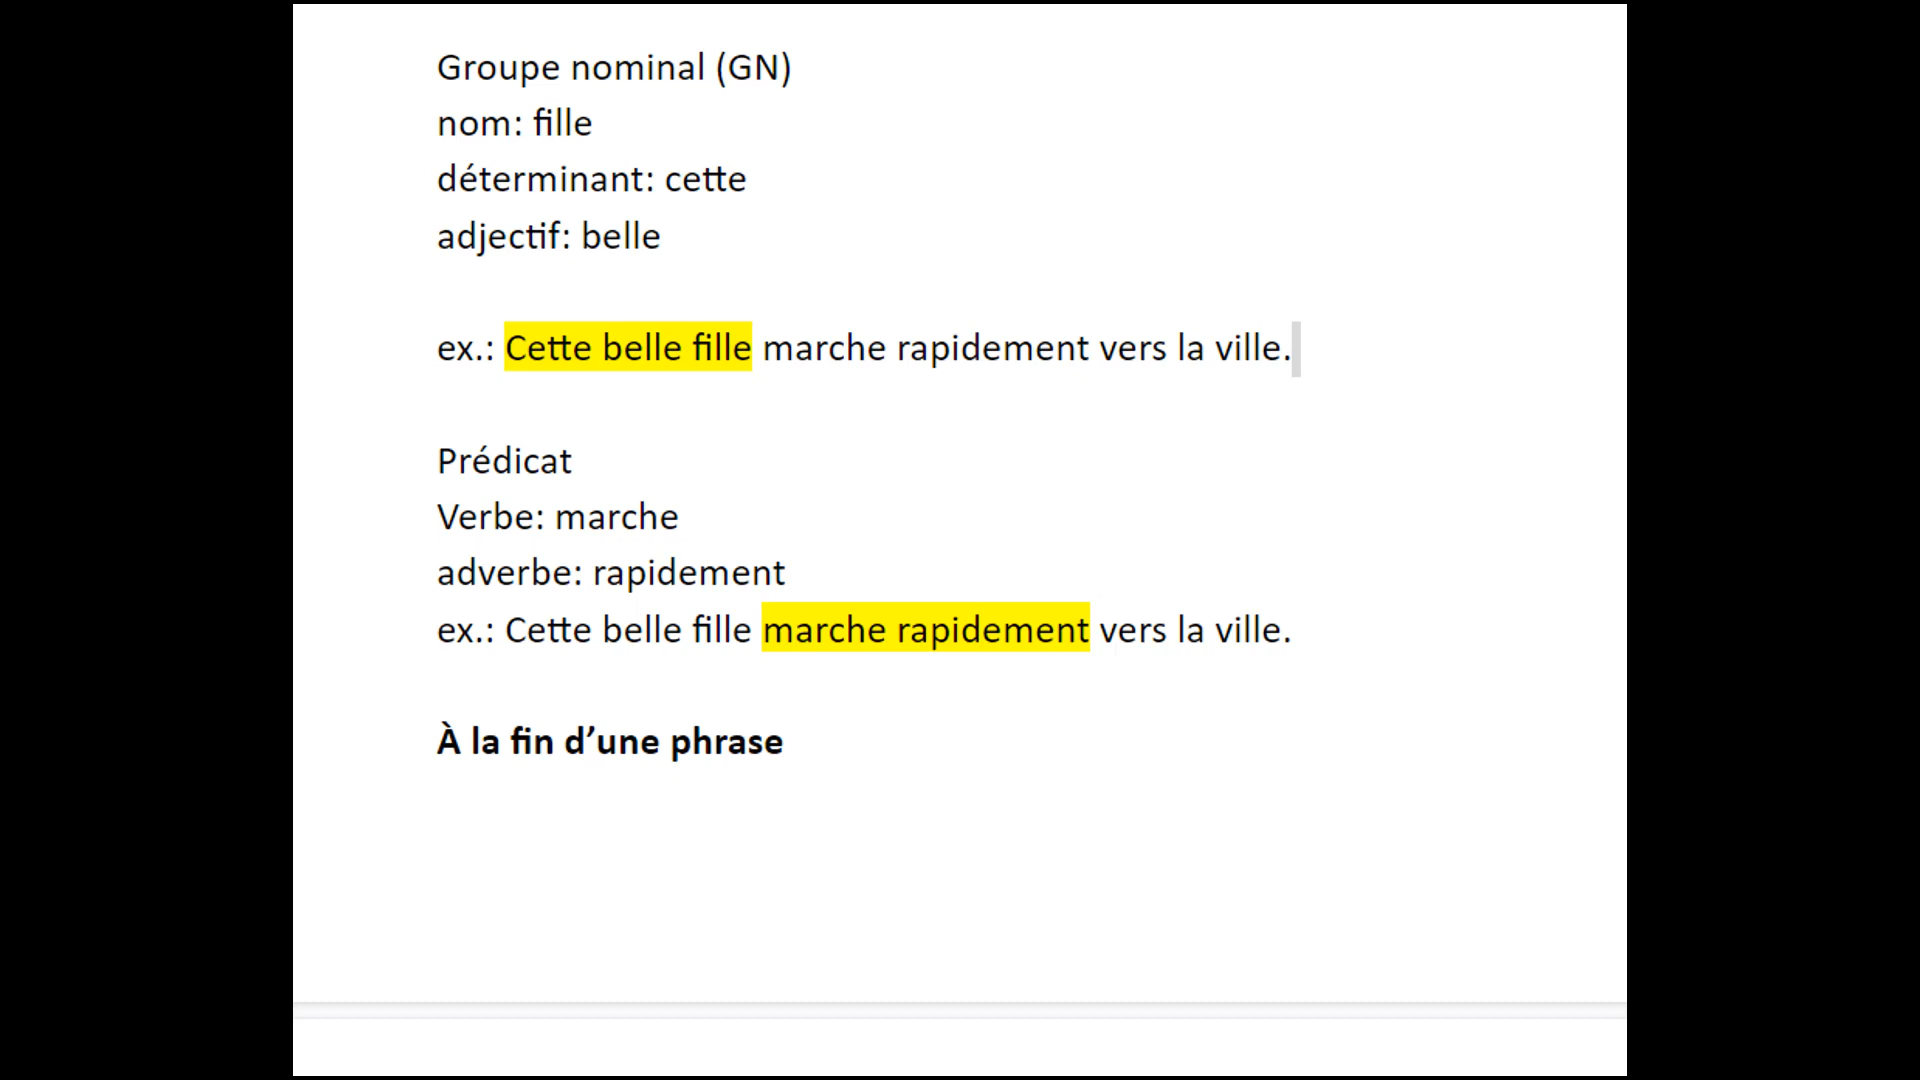 Groupe nominal (GN)
nom: fille
déterminant: cette
adjectif: belle
ex.: Cette belle fille marche rapidement vers la ville.
Prédicat
Verbe: marche
adverbe: rapidement
ex.: Cette belle fille marche rapidement vers la ville.
À la fin d’une phrase